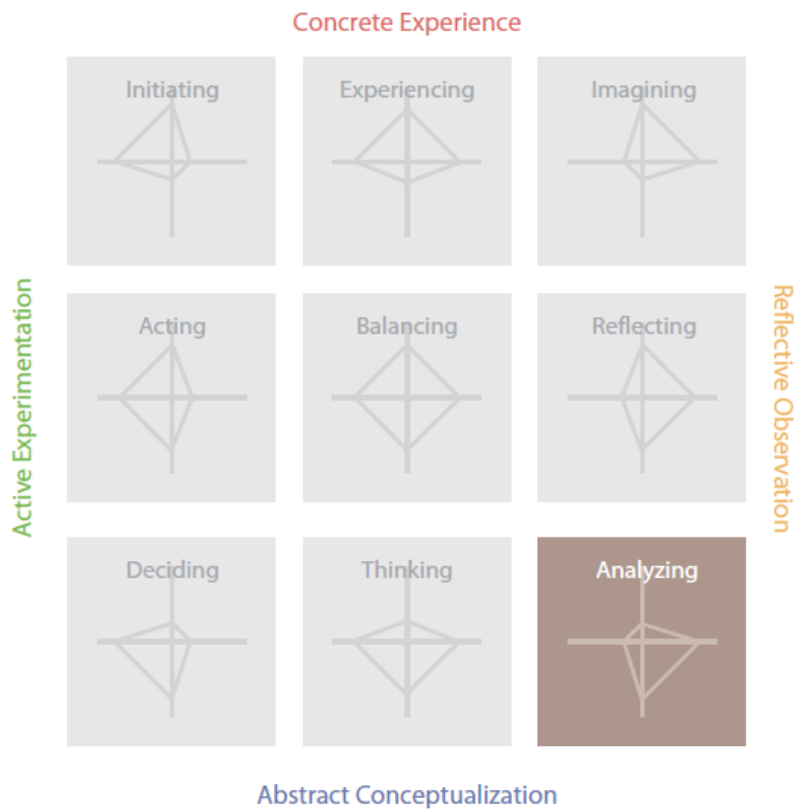 Concrete Experience
Initiating
Experiencing
Imagining
Active Experimentation
Acting
Balancing
Reflecting
Reflective Observation
Deciding
Thinking
Analyzing
Abstract Conceptualization